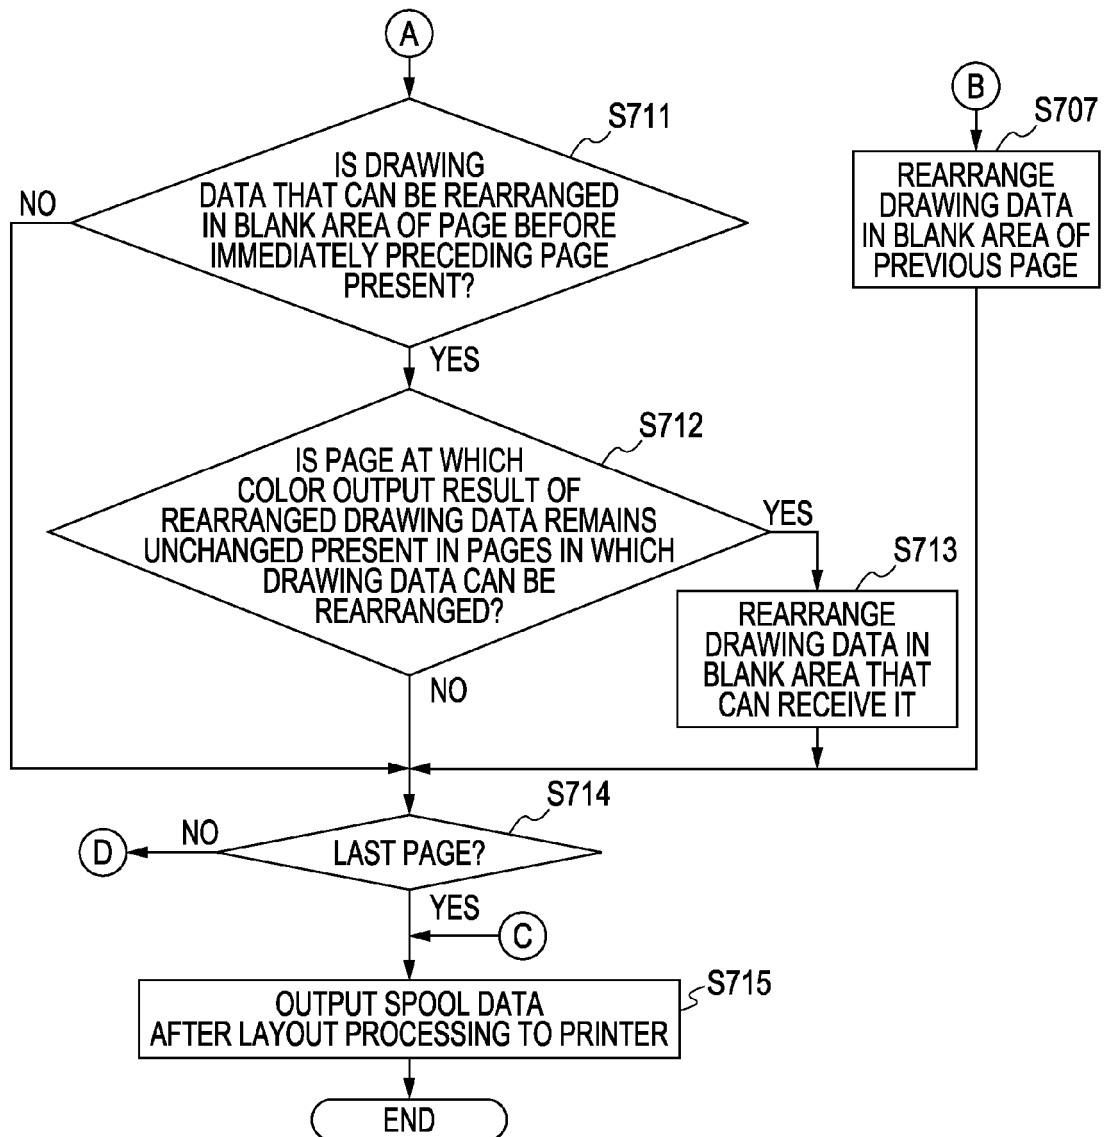 A
S711
IS DRAWING
DATA THAT CAN BE REARRANGED
IN BLANK AREA OF PAGE BEFORE
IMMEDIATELY PRECEDING PAGE
PRESENT?
NO
YES
B
S707
REARRANGE
DRAWING DATA
IN BLANK AREA OF
PREVIOUS PAGE
S712
IS PAGE AT WHICH
COLOR OUTPUT RESULT OF
REARRANGED DRAWING DATA REMAINS
UNCHANGED PRESENT IN PAGES IN WHICH
DRAWING DATA CAN BE
REARRANGED?
YES
NO
S713
REARRANGE
DRAWING DATA IN
BLANK AREA THAT
CAN RECEIVE IT
S714
LAST PAGE?
NO
D
YES
C
S715
OUTPUT SPOOL DATA
AFTER LAYOUT PROCESSING TO PRINTER
END